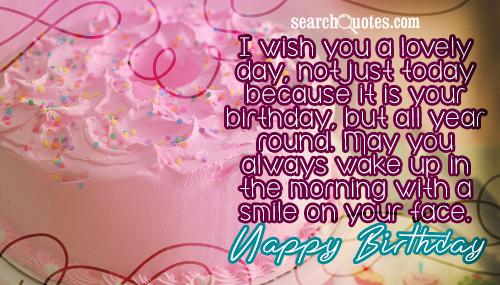 searchQuotes.com
I wish you a lovely
day, not just today
because it is your
birthday, but all year
round. May you
always wake up in
the morning with a
smile on your face.
Happy Birthday